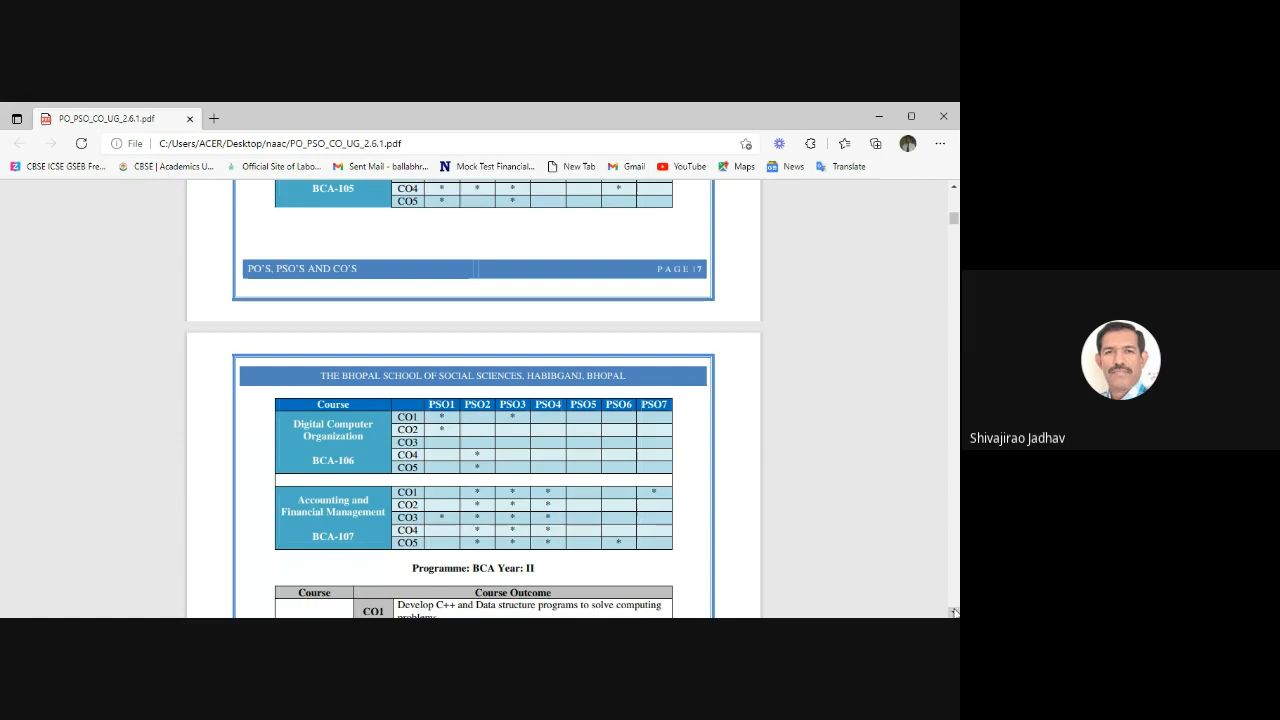 PO_PSO_CO_UG_2.6.1.pdf
File C:/Users/ACER/Desktop/naac/PO_PSO_CO_UG_2.6.1.pdf
CBSE ICSE GSEB Fre... CBSE | Academics U... Official Site of Labo... Sent Mail - ballabhr... Mock Test Financial... New Tab Gmail YouTube Maps News Translate
BCA-105 CO4 * * * *
CO5 * *
PO'S, PSO'S AND CO'S PAGE | 7
THE BHOPAL SCHOOL OF SOCIAL SCIENCES, HABIBGANJ, BHOPAL
Course PSO1 PSO2 PSO3 PSO4 PSO5 PSO6 PSO7
Digital Computer Organization BCA-106
CO1 * *
CO2 *
CO3
CO4 *
CO5 *
Accounting and Financial Management BCA-107
CO1 * * * *
CO2 * * *
CO3 * * * *
CO4 * * *
CO5 * * * *
Programme: BCA Year: II
Course Course Outcome
CO1 Develop C++ and Data structure programs to solve computing
problems
Shivajirao Jadhav